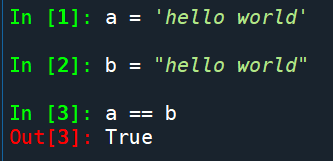 In [1]: a = 'hello world'
In [2]: b = "hello world"
In [3]: a == b
Out[3]: True